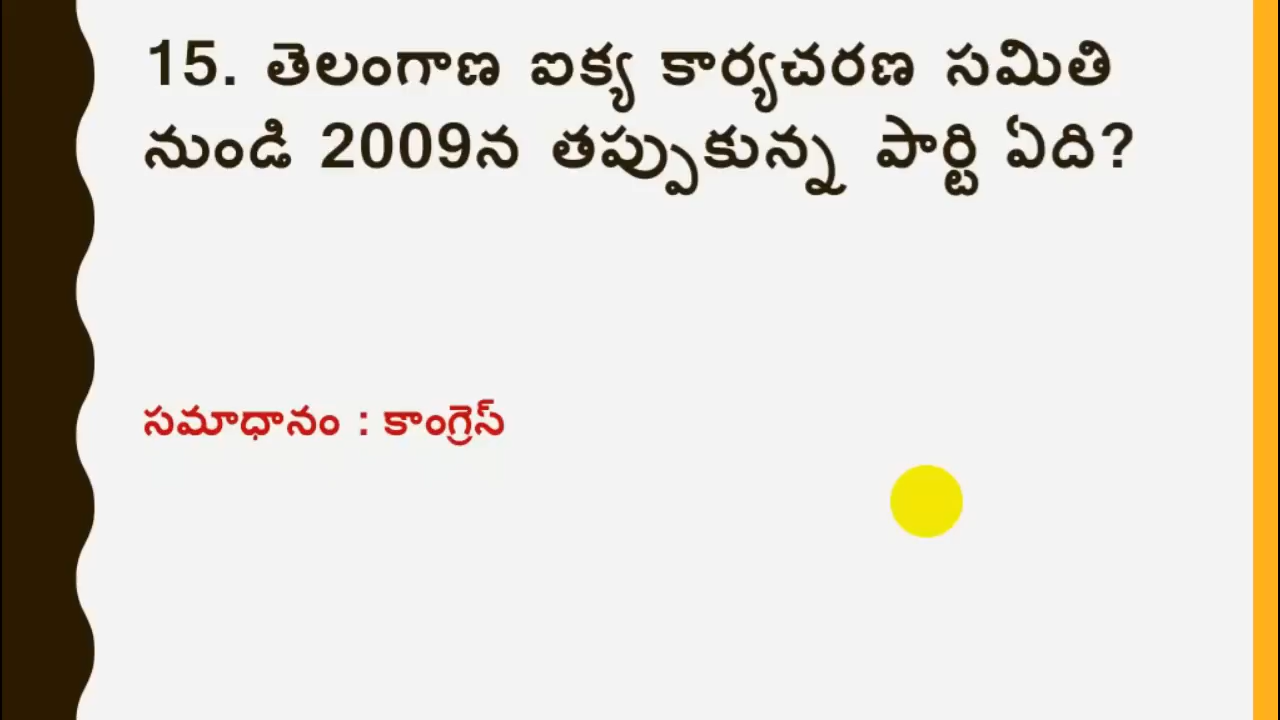 15. తెలంగాణ ఐక్య కార్యచరణ సమితి
నుండి 2009న తప్పుకున్న పార్టి ఏది?
సమాధానం : కాంగ్రెస్